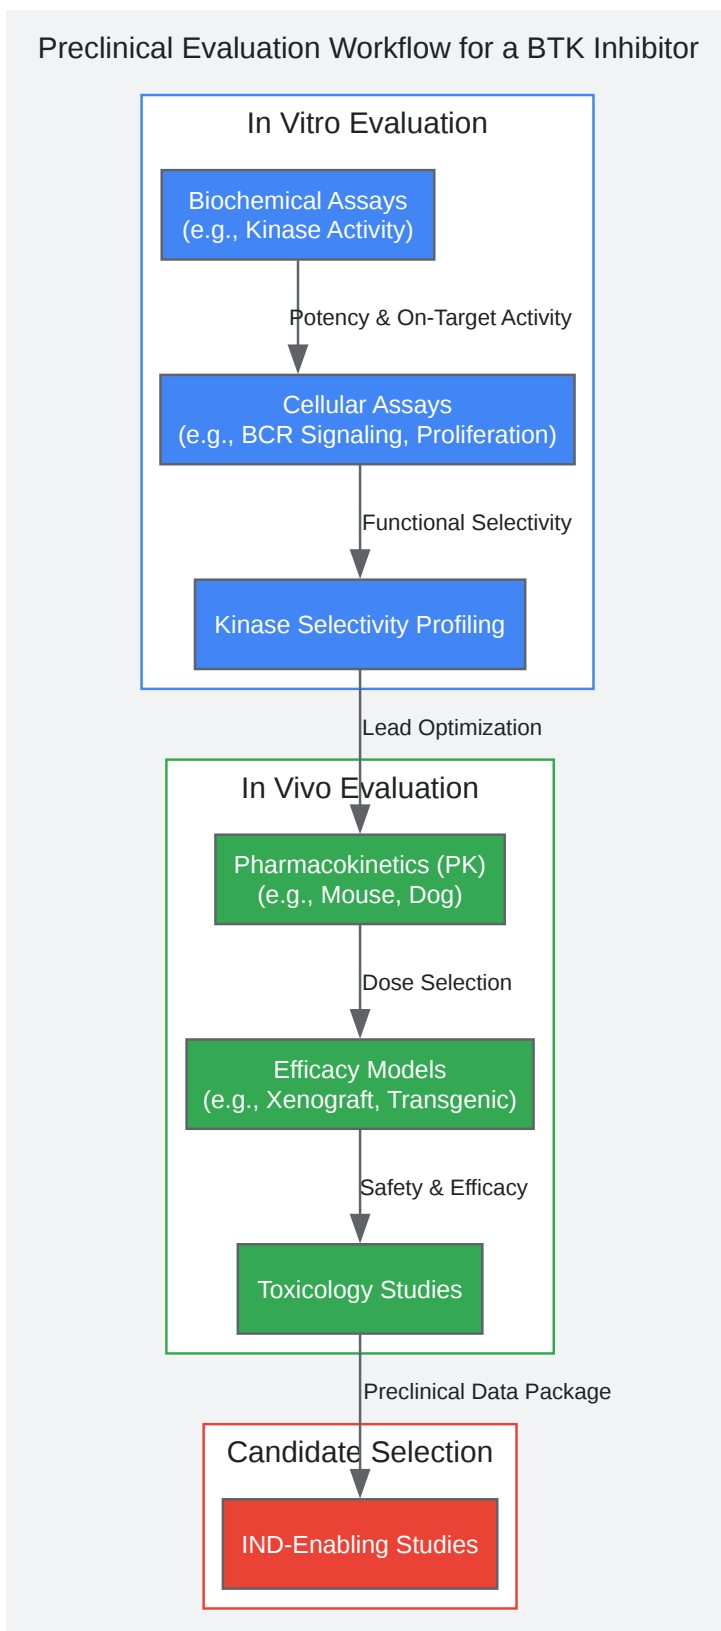 Preclinical Evaluation Workflow for a BTK Inhibitor
In Vitro Evaluation
Biochemical Assays
(e.g., Kinase Activity)
Potency & On-Target Activity
Cellular Assays
(e.g., BCR Signaling, Proliferation)
Functional Selectivity
Kinase Selectivity Profiling
Lead Optimization
In Vivo Evaluation
Pharmacokinetics (PK)
(e.g., Mouse, Dog)
Dose Selection
Efficacy Models
(e.g., Xenograft, Transgenic)
Safety & Efficacy
Toxicology Studies
Preclinical Data Package
Candidate Selection
IND-Enabling Studies